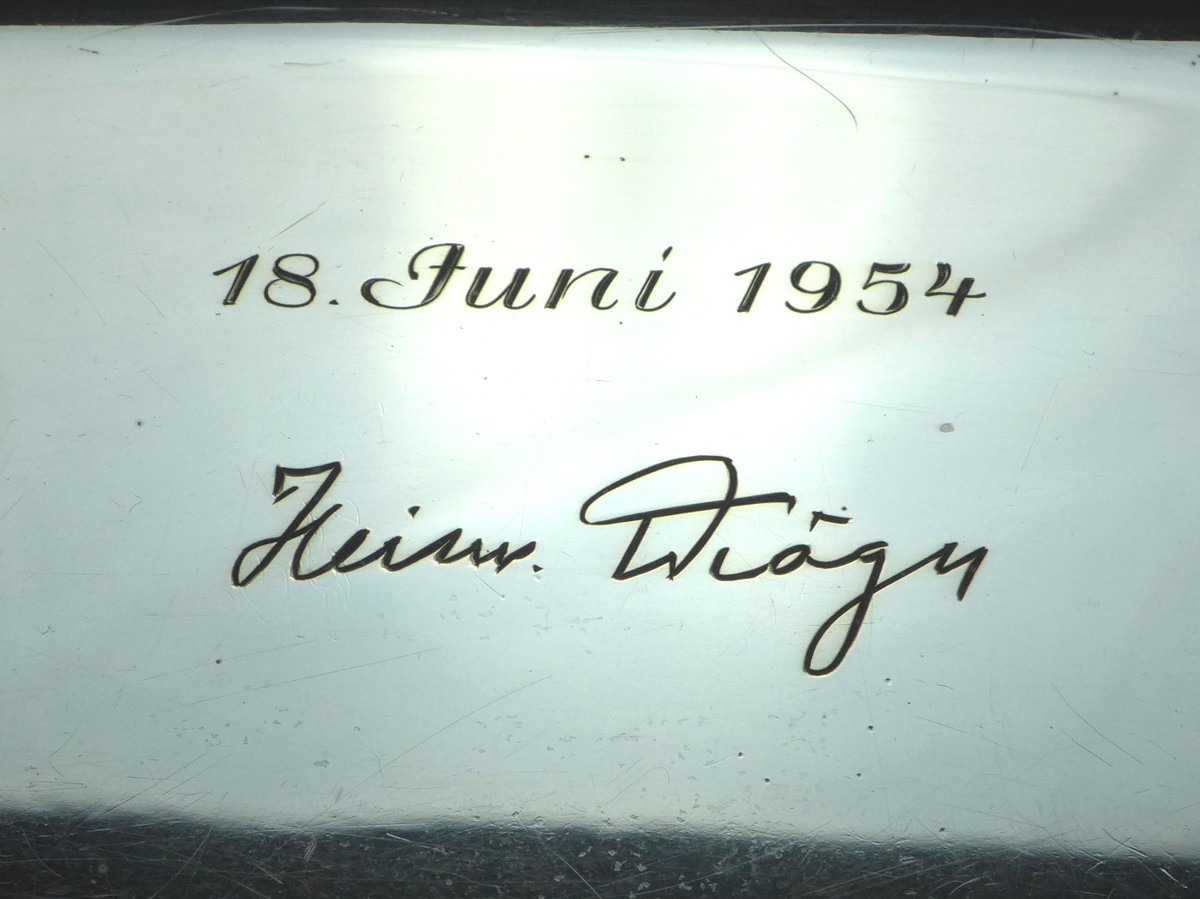 18. Juni 1954
Heinr. Dräger